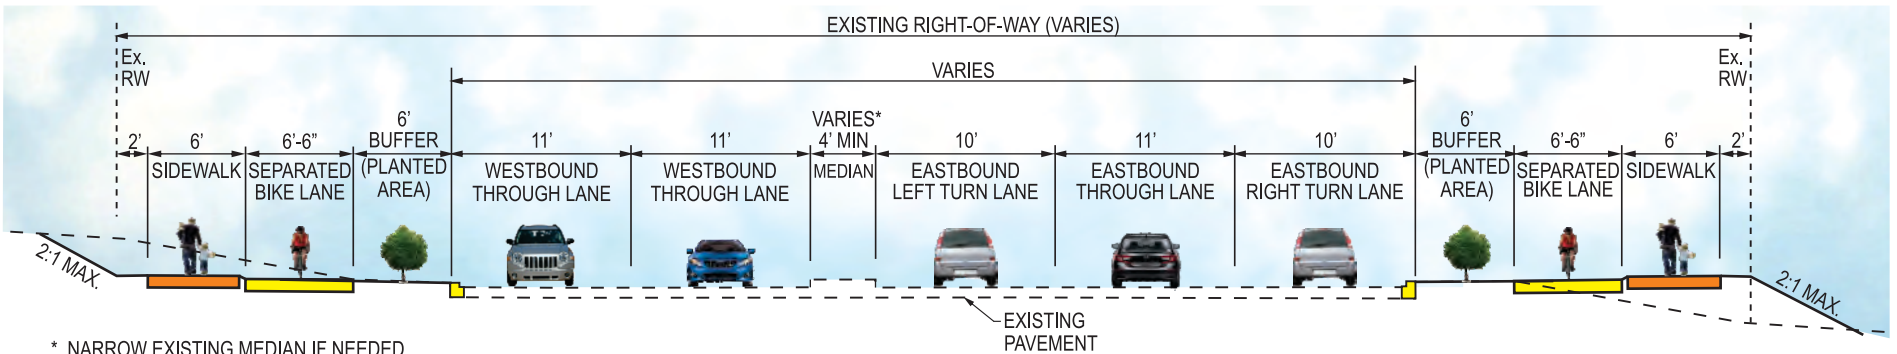 EXISTING RIGHT-OF-WAY (VARIES)
Ex.
RW
Ex.
RW
VARIES
2'
6'
SIDEWALK
6'-6"
SEPARATED
BIKE LANE
6'
BUFFER
(PLANTED
AREA)
11'
WESTBOUND
THROUGH LANE
11'
WESTBOUND
THROUGH LANE
VARIES*
4' MIN
MEDIAN
10'
EASTBOUND
LEFT TURN LANE
11'
EASTBOUND
THROUGH LANE
10'
EASTBOUND
RIGHT TURN LANE
6'
BUFFER
(PLANTED
AREA)
6'-6"
SEPARATED
BIKE LANE
6'
SIDEWALK
2'
2:1 MAX.
2:1 MAX.
EXISTING
PAVEMENT
* NARROW EXISTING MEDIAN IF NEEDED